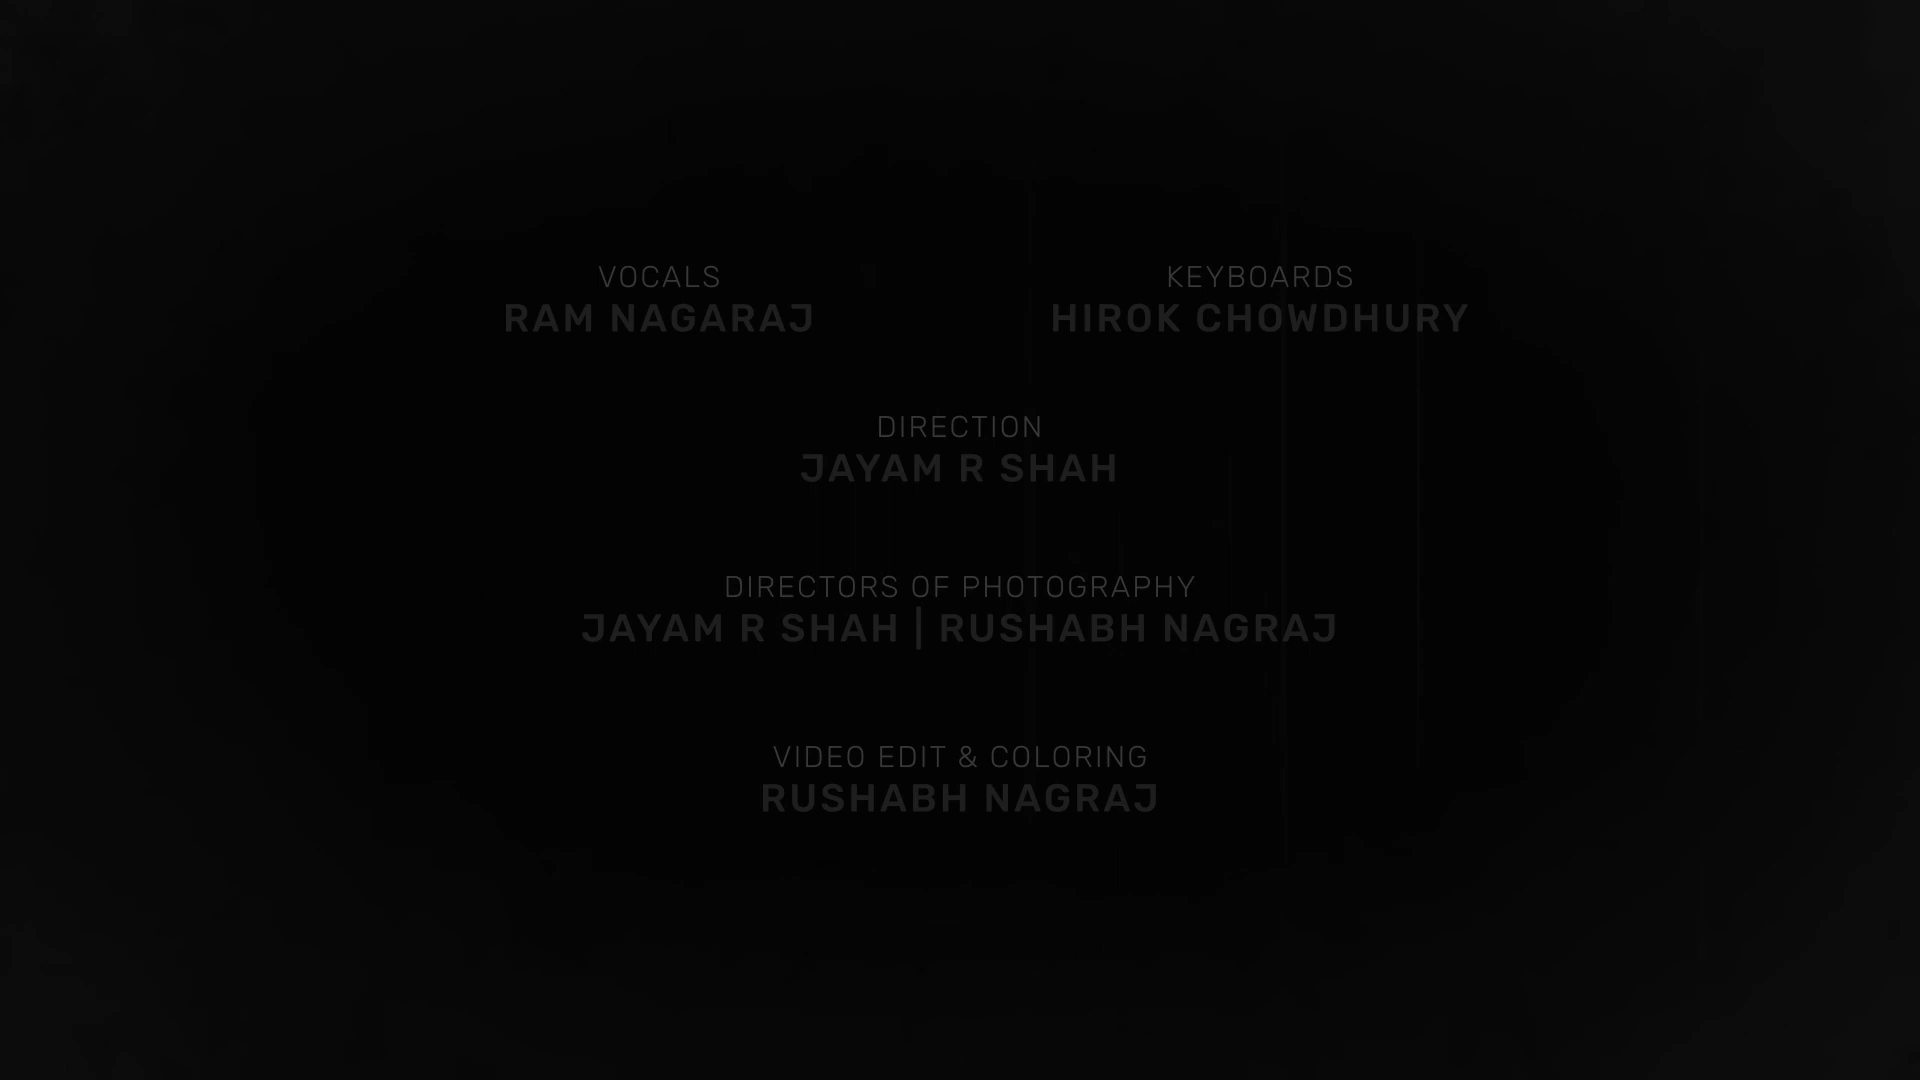 VOCALS
RAM NAGARAJ
KEYBOARDS
HIROK CHOWDHURY
DIRECTION
JAYAM R SHAH
DIRECTORS OF PHOTOGRAPHY
JAYAM R SHAH | RUSHABH NAGRAJ
VIDEO EDIT & COLORING
RUSHABH NAGRAJ